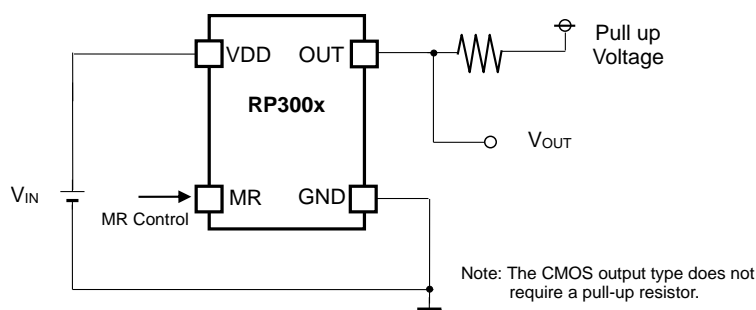 Pull up
Voltage
VDD
OUT
RP300x
VOUT
VIN
MR
GND
MR Control
Note: The CMOS output type does not
require a pull-up resistor.